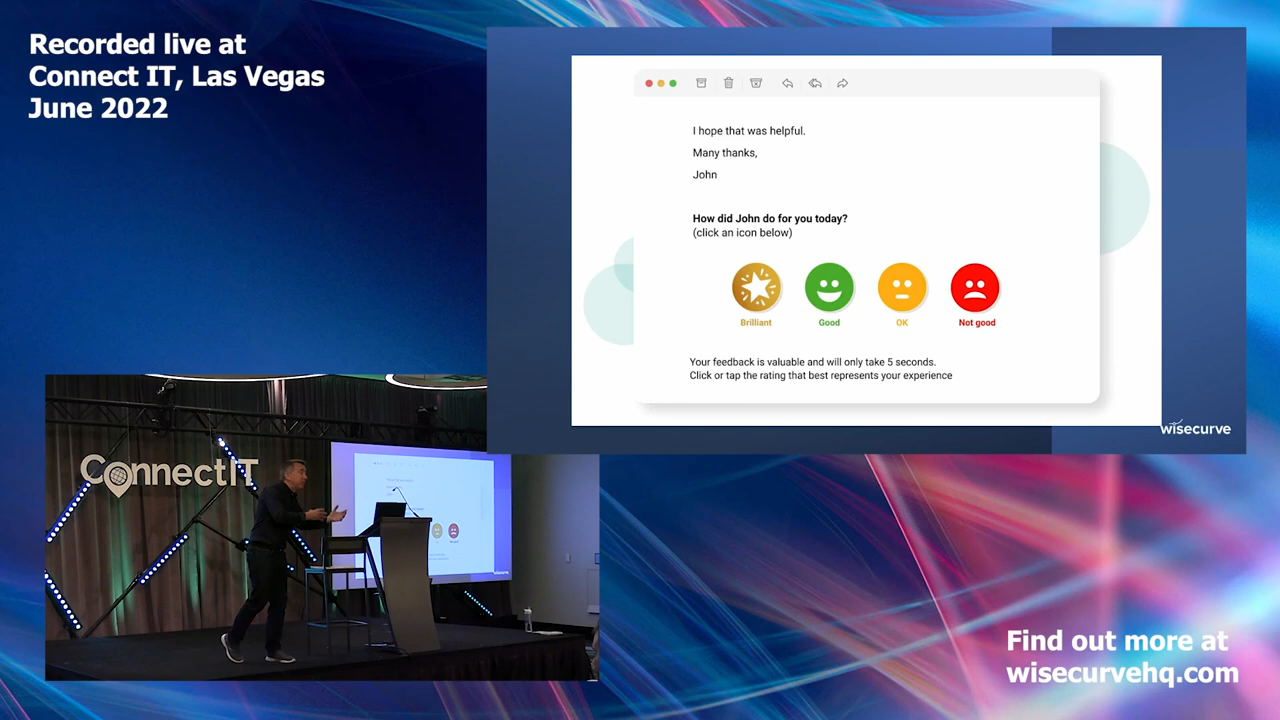 Recorded live at
Connect IT, Las Vegas
June 2022
I hope that was helpful.
Many thanks,
John
How did John do for you today?
(click an icon below)
Brilliant
Good
OK
Not good
Your feedback is valuable and will only take 5 seconds.
Click or tap the rating that best represents your experience
wisecurve
ConnectIT
Find out more at
wisecurvehq.com